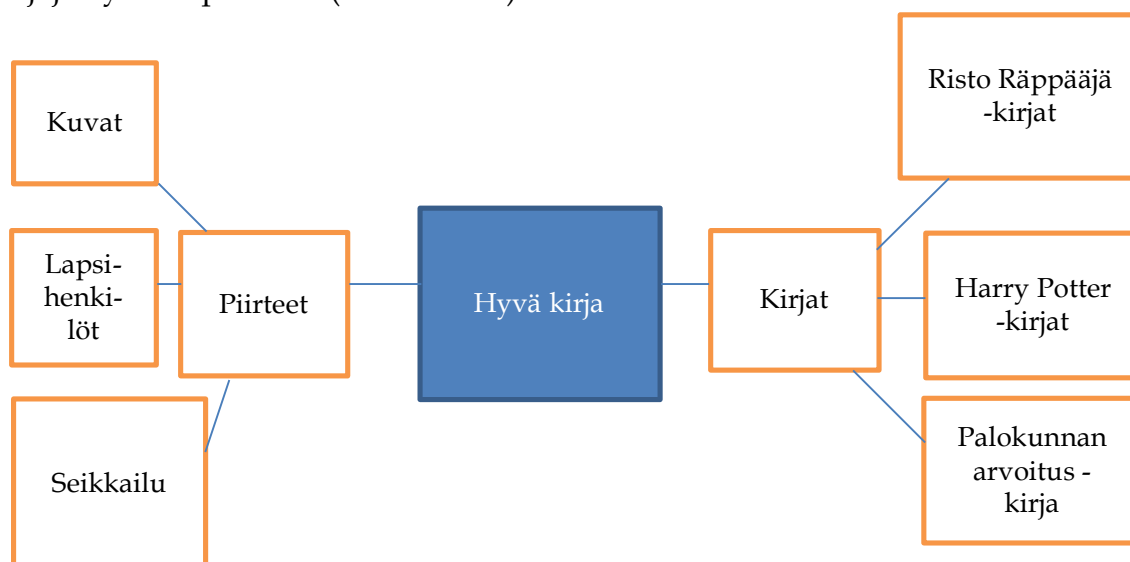 Kuvat
Lapsi-
henki-
löt
Seikkailu
Piirteet
Hyvä kirja
Kirjat
Risto Räppääjä
-kirjat
Harry Potter
-kirjat
Palokunnan
arvoitus -
kirja